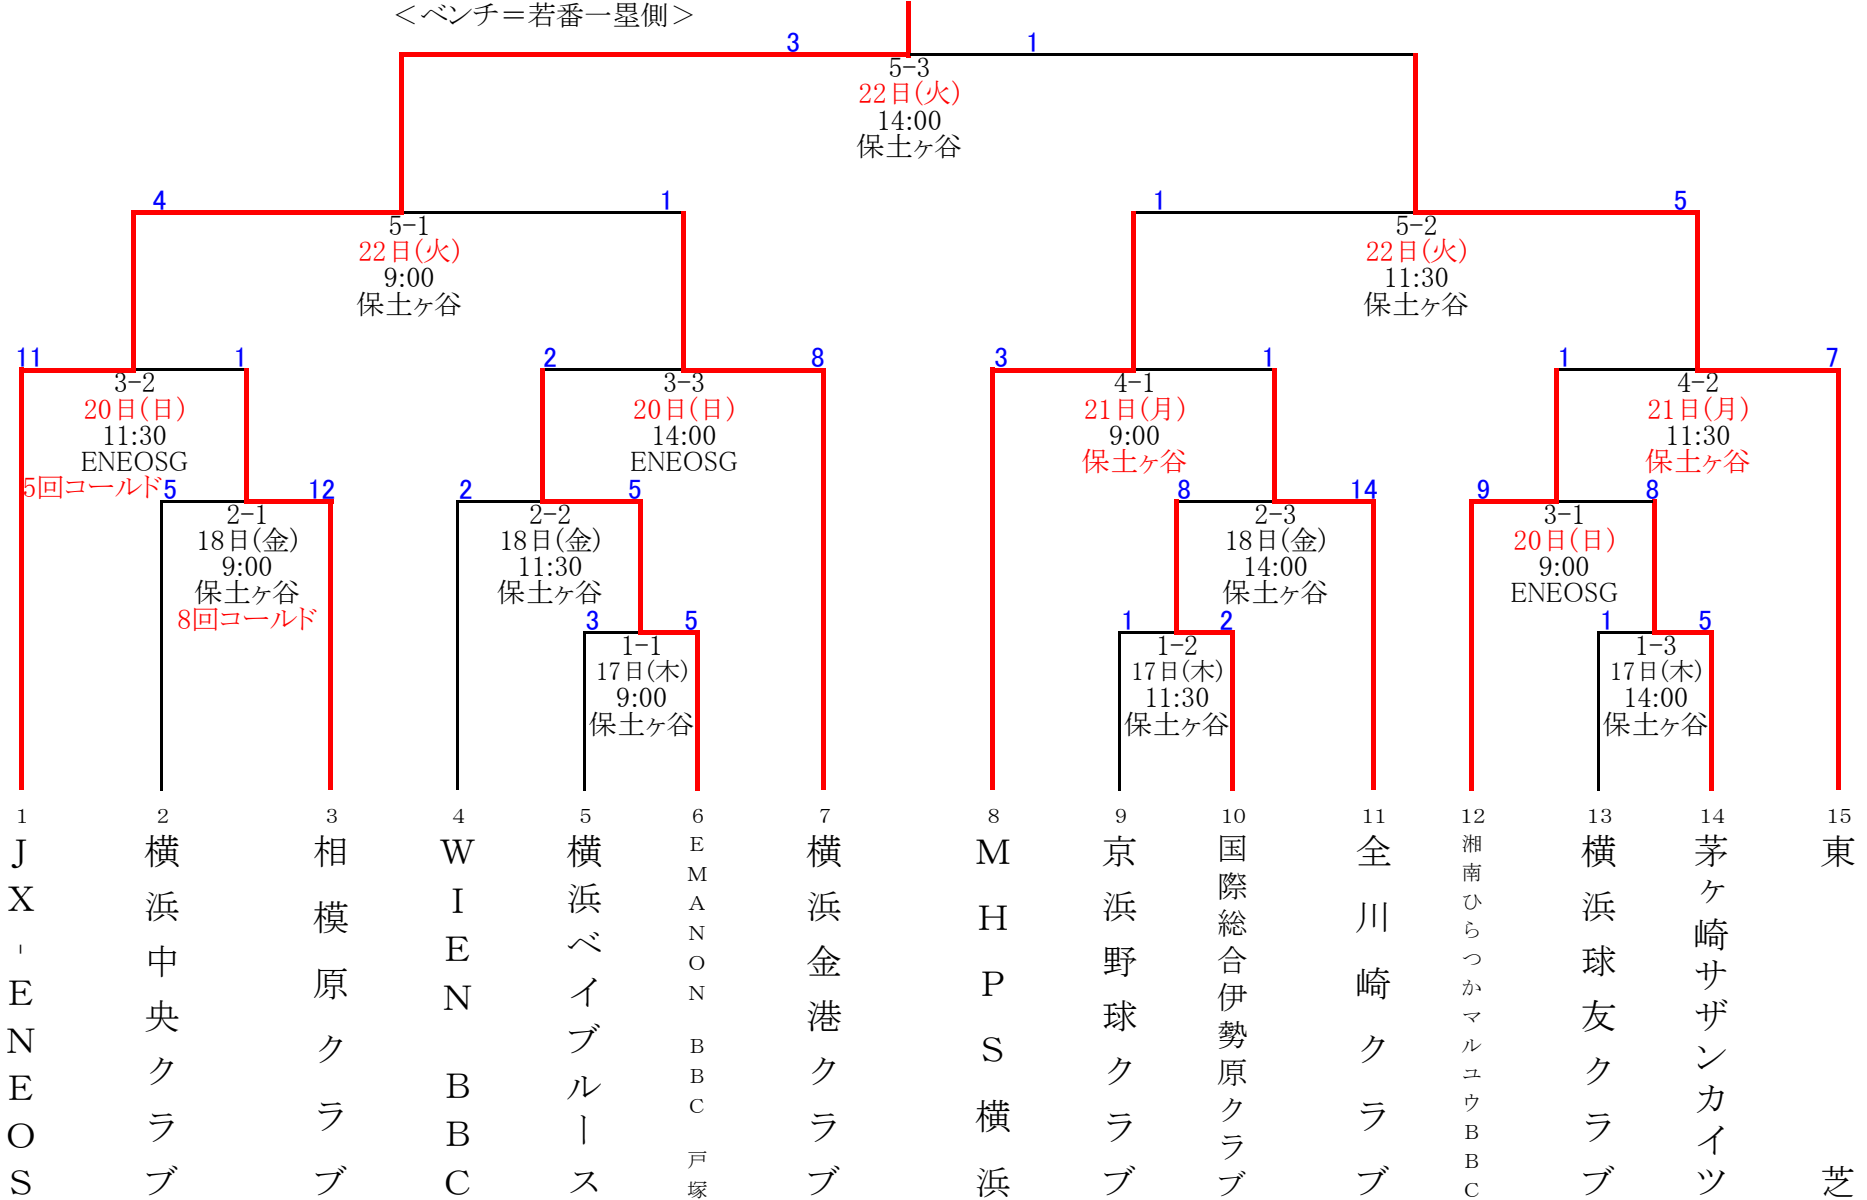 ＜ベンチ＝若番一塁側＞
3
1
5-3
22日(火)
14:00
保土ヶ谷
4
1
5-1
22日(火)
9:00
保土ヶ谷
1
5
5-2
22日(火)
11:30
保土ヶ谷
11
1
3-2
20日(日)
11:30
ENEOSG
5回コールド
2
8
3-3
20日(日)
14:00
ENEOSG
3
1
4-1
21日(月)
9:00
保土ヶ谷
1
7
4-2
21日(月)
11:30
保土ヶ谷
5
12
2-1
18日(金)
9:00
保土ヶ谷
8回コールド
2
5
2-2
18日(金)
11:30
保土ヶ谷
8
14
2-3
18日(金)
14:00
保土ヶ谷
9
8
3-1
20日(日)
9:00
ENEOSG
3
5
1-1
17日(木)
9:00
保土ヶ谷
1
2
1-2
17日(木)
11:30
保土ヶ谷
1
5
1-3
17日(木)
14:00
保土ヶ谷
1
JX-ENEOS
2
横浜中央クラブ
3
相模原クラブ
4
WIEN BBC
5
横浜ベイブルース
6
EMANON BBC 戸塚
7
横浜金港クラブ
8
MHPS横浜
9
京浜野球クラブ
10
国際総合伊勢原クラブ
11
全川崎クラブ
12
湘南ひらつかマルユウBBC
13
横浜球友クラブ
14
茅ヶ崎サザンカイツ
15
東芝